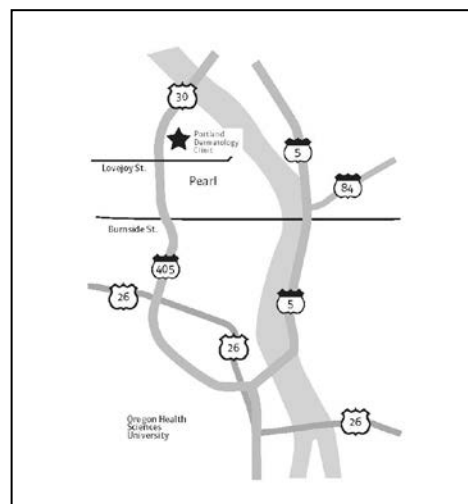 30
Portland
Dermatology
Clinic
5
Lovejoy St.
84
Pearl
Burnside St.
405
26
5
26
Oregon Health
Sciences
University
26